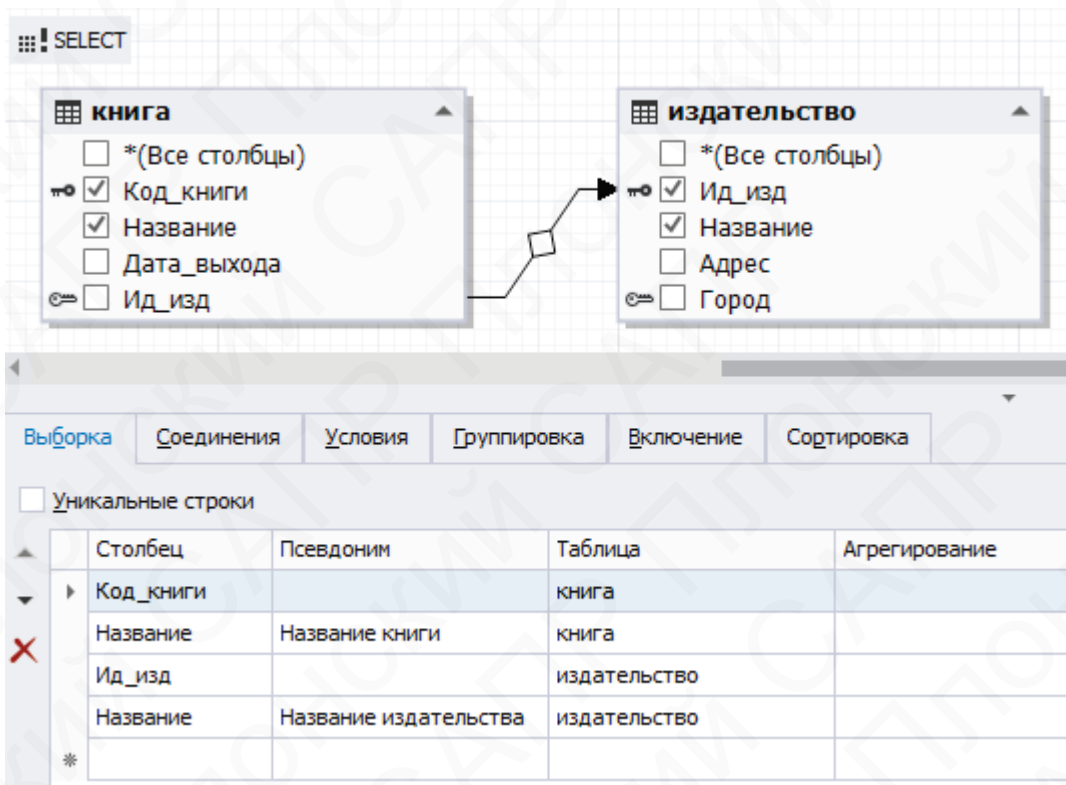 SELECT
книга издательство
*(Все столбцы) *(Все столбцы)
Код_книги Ид_изд
Название Название
Дата_выхода Адрес
Ид_изд Город
Выборка Соединения Условия Группировка Включение Сортировка
Уникальные строки
Столбец Псевдоним Таблица Агрегирование
Код_книги книга
Название Название книги книга
Ид_изд издательство
Название Название издательства издательство